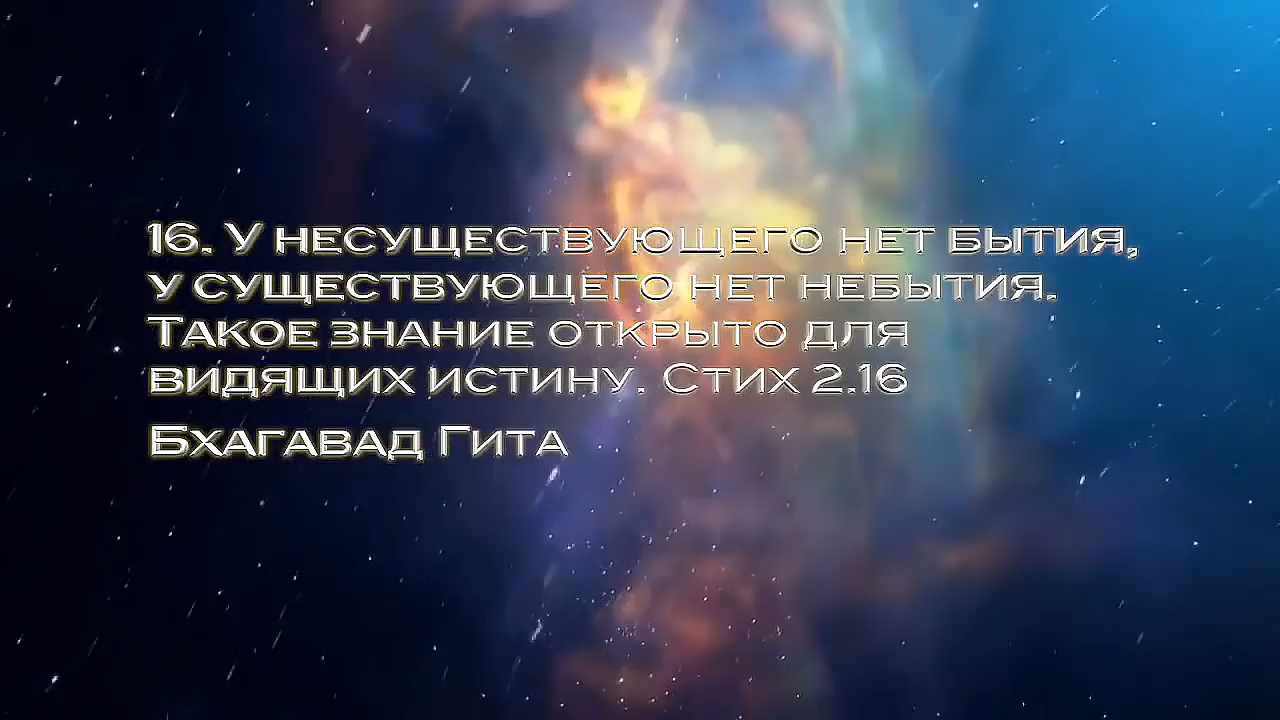 16. У несуществующего нет бытия,
у существующего нет небытия.
Такое знание открыто для
видящих истину. Стих 2.16
Бхагавад Гита